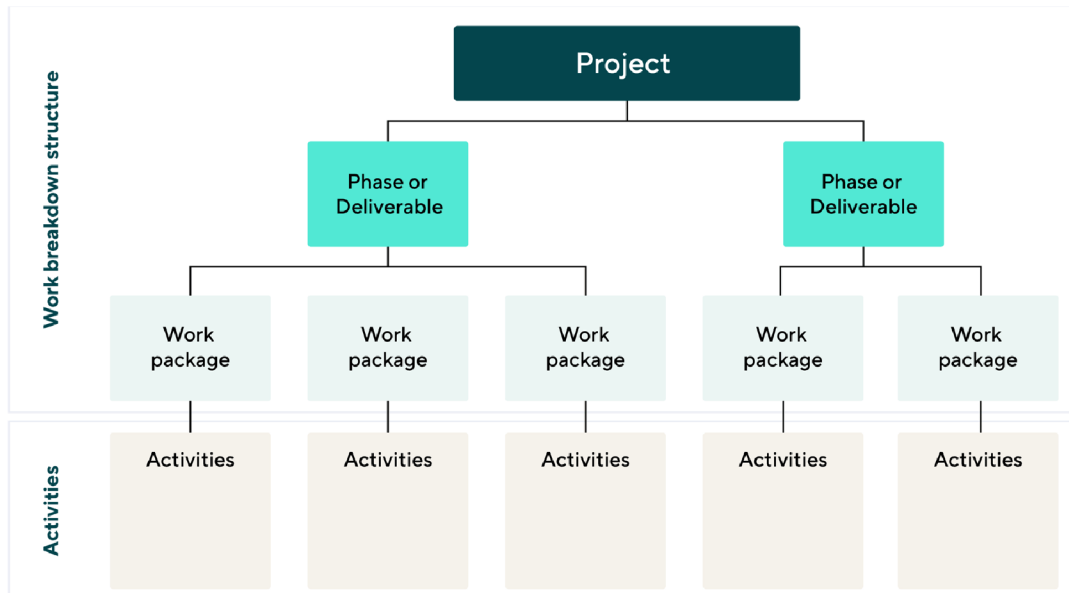 Work breakdown structure
Project
Phase or
Deliverable
Phase or
Deliverable
Work
package
Work
package
Work
package
Work
package
Work
package
Activities
Activities
Activities
Activities
Activities
Activities